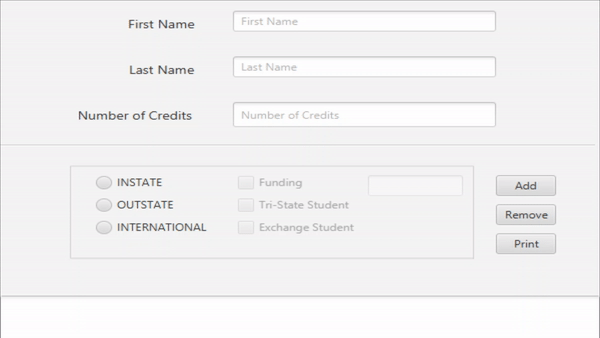 First Name First Name
Last Name Last Name
Number of Credits Number of Credits
INSTATE Funding Add
OUTSTATE Tri-State Student Remove
INTERNATIONAL Exchange Student Print